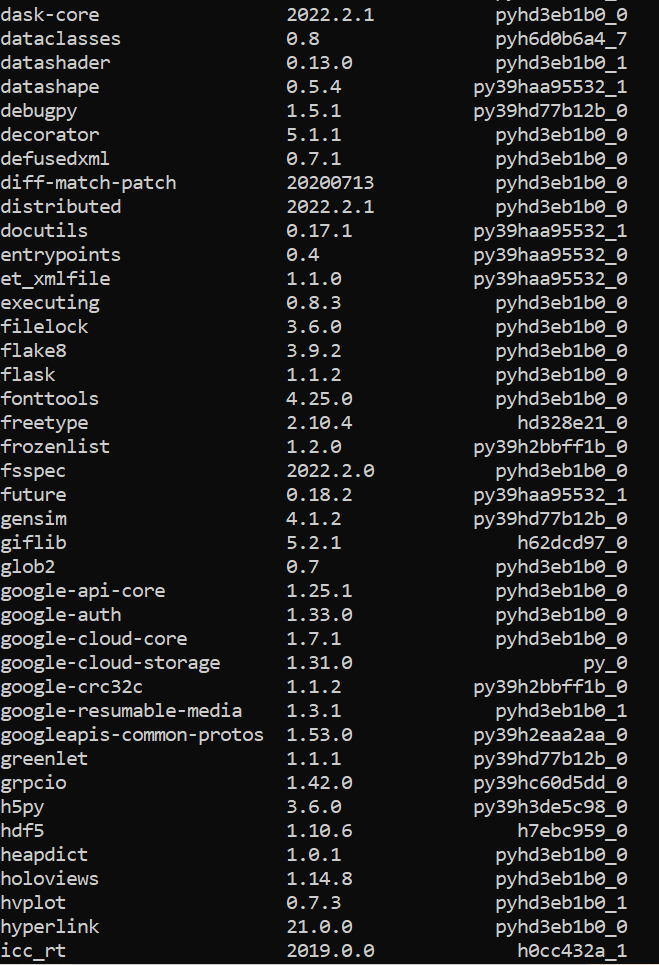 dask-core 2022.2.1 pyhd3eb1b0_0
dataclasses 0.8 pyh6d0b6a4_7
datashader 0.13.0 pyhd3eb1b0_1
datashape 0.5.4 py39haa95532_1
debugpy 1.5.1 py39hd77b12b_0
decorator 5.1.1 pyhd3eb1b0_0
defusedxml 0.7.1 pyhd3eb1b0_0
diff-match-patch 20200713 pyhd3eb1b0_0
distributed 2022.2.1 pyhd3eb1b0_0
docutils 0.17.1 py39haa95532_1
entrypoints 0.4 py39haa95532_0
et_xmlfile 1.1.0 py39haa95532_0
executing 0.8.3 pyhd3eb1b0_0
filelock 3.6.0 pyhd3eb1b0_0
flake8 3.9.2 pyhd3eb1b0_0
flask 1.1.2 pyhd3eb1b0_0
fonttools 4.25.0 pyhd3eb1b0_0
freetype 2.10.4 hd328e21_0
frozenlist 1.2.0 py39h2bbff1b_0
fsspec 2022.2.0 pyhd3eb1b0_0
future 0.18.2 py39haa95532_1
gensim 4.1.2 py39hd77b12b_0
giflib 5.2.1 h62dcd97_0
glob2 0.7 pyhd3eb1b0_0
google-api-core 1.25.1 pyhd3eb1b0_0
google-auth 1.33.0 pyhd3eb1b0_0
google-cloud-core 1.7.1 pyhd3eb1b0_0
google-cloud-storage 1.31.0 py_0
google-crc32c 1.1.2 py39h2bbff1b_0
google-resumable-media 1.3.1 pyhd3eb1b0_1
googleapis-common-protos 1.53.0 py39h2eaa2aa_0
greenlet 1.1.1 py39hd77b12b_0
grpcio 1.42.0 py39hc60d5dd_0
h5py 3.6.0 py39h3de5c98_0
hdf5 1.10.6 h7ebc959_0
heapdict 1.0.1 pyhd3eb1b0_0
holoviews 1.14.8 pyhd3eb1b0_0
hvplot 0.7.3 pyhd3eb1b0_1
hyperlink 21.0.0 pyhd3eb1b0_0
icc_rt 2019.0.0 h0cc432a_1